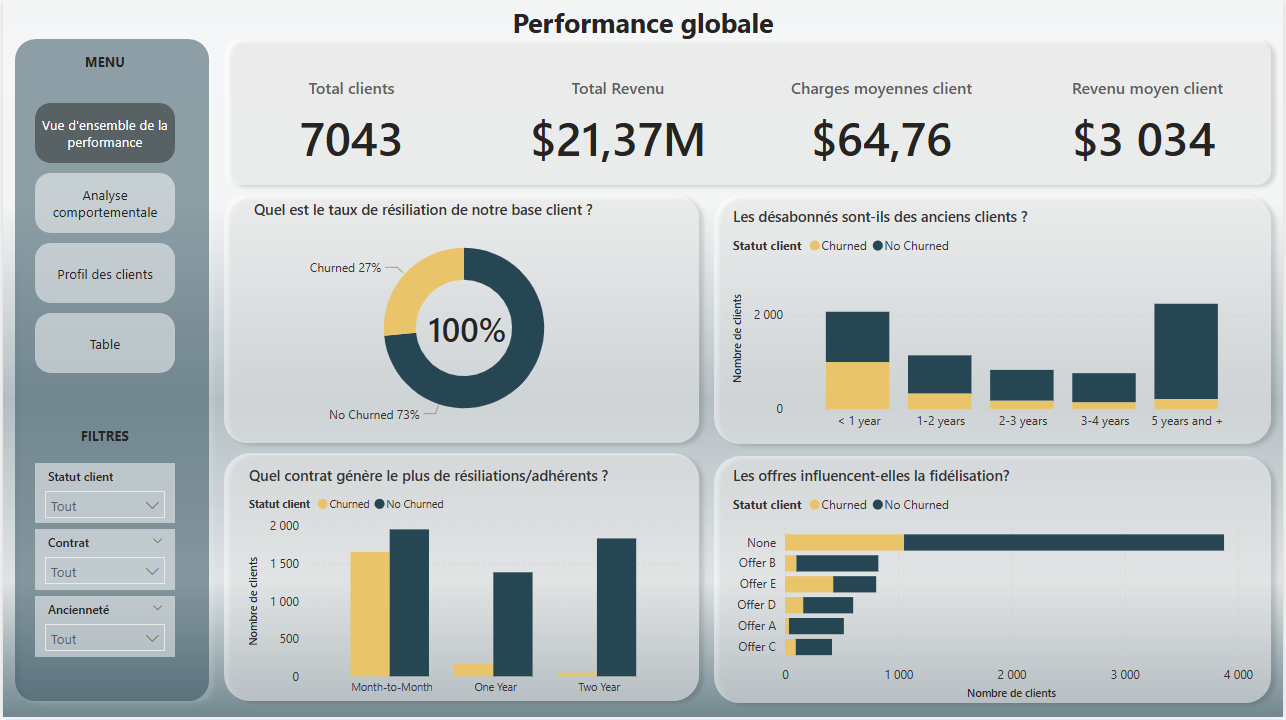 Performance globale
MENU
Vue d'ensemble de la
performance
Analyse
comportementale
Profil des clients
Table
FILTRES
Statut client
Tout
Contrat
Tout
Ancienneté
Tout
Total clients
7043
Total Revenu
$21,37M
Charges moyennes client
$64,76
Revenu moyen client
$3 034
Quel est le taux de résiliation de notre base client ?
Churned 27%
100%
No Churned 73%
Les désabonnés sont-ils des anciens clients ?
Statut client Churned No Churned
Nombre de clients
2 000
0
< 1 year
1-2 years
2-3 years
3-4 years
5 years and +
Quel contrat génère le plus de résiliations/adhérents ?
Statut client Churned No Churned
Nombre de clients
2 000
1 500
1 000
500
0
Month-to-Month
One Year
Two Year
Les offres influencent-elles la fidélisation?
Statut client Churned No Churned
None
Offer B
Offer E
Offer D
Offer A
Offer C
0
1 000
2 000
3 000
4 000
Nombre de clients